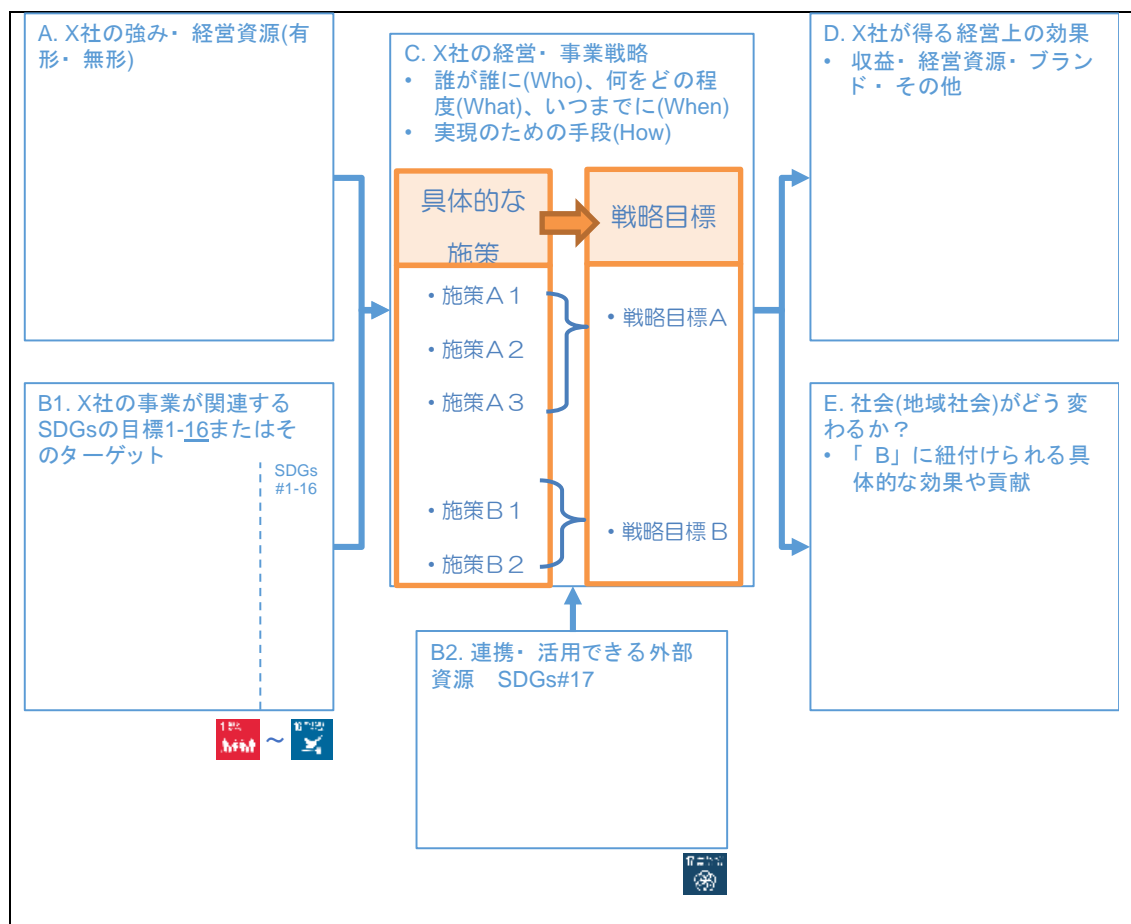 A. X社の強み・経営資源(有
形・無形)
C. X社の経営・事業戦略
• 誰が誰に(Who)、何をどの程
度(What)、いつまでに(When)
• 実現のための手段(How)
具体的な
施策
戦略目標
・施策A1
・施策A2
・施策A3
・施策B1
・施策B2
・戦略目標A
・戦略目標B
D. X社が得る経営上の効果
• 収益・経営資源・ブラン
ド・その他
B1. X社の事業が関連する
SDGsの目標1-16またはそ
のターゲット
SDGs
#1-16
E. 社会(地域社会)がどう変
わるか?
• 「B」に紐付けられる具
体的な効果や貢献
B2. 連携・活用できる外部
資源 SDGs#17
1
~
16
17